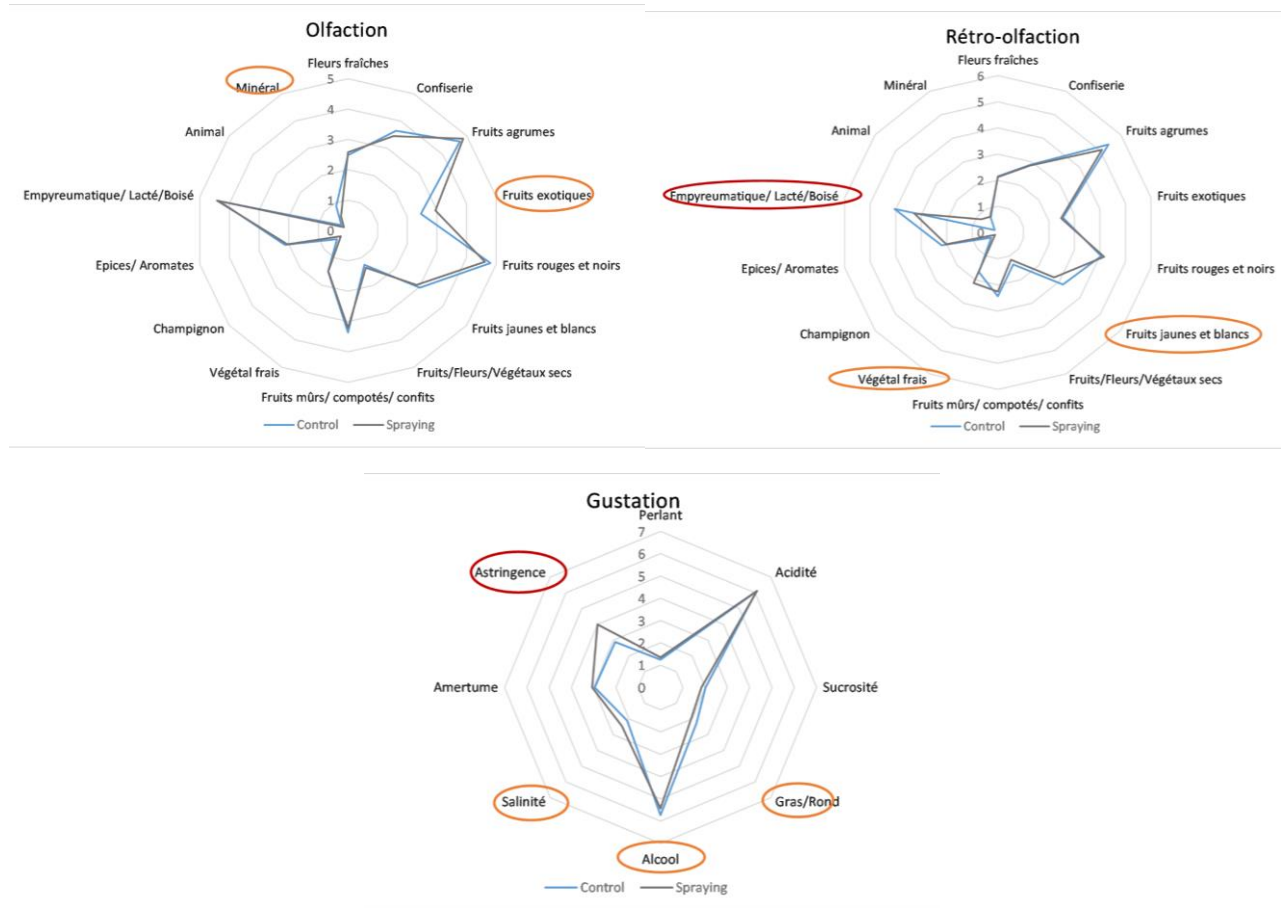 Olfaction
Fleurs fraîches
Confiserie
Fruits agrumes
Fruits exotiques
Fruits rouges et noirs
Fruits jaunes et blancs
Fruits/Fleurs/Végétaux secs
Fruits mûrs/ compotés/ confits
Végétal frais
Champignon
Epices/ Aromates
Empyreumatique/ Lacté/Boisé
Animal
Minéral
5
4
3
2
1
0
Control
Spraying
Rétro-olfaction
Fleurs fraîches
Confiserie
Fruits agrumes
Fruits exotiques
Fruits rouges et noirs
Fruits jaunes et blancs
Fruits/Fleurs/Végétaux secs
Fruits mûrs/ compotés/ confits
Végétal frais
Champignon
Epices/ Aromates
Empyreumatique/ Lacté/Boisé
Animal
Minéral
6
5
4
3
2
1
0
Control
Spraying
Gustation
Perlant
Acidité
Sucrosité
Gras/Rond
Alcool
Salinité
Amertume
Astringence
7
6
5
4
3
2
1
0
Control
Spraying